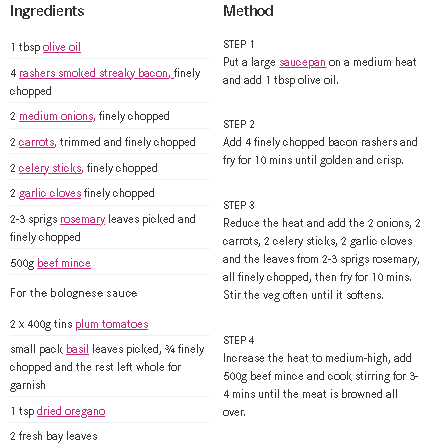 Ingredients
1 tbsp olive oil
4 rashers smoked streaky bacon, finely
chopped
2 medium onions, finely chopped
2 carrots, trimmed and finely chopped
2 celery sticks, finely chopped
2 garlic cloves finely chopped
2-3 sprigs rosemary leaves picked and
finely chopped
500g beef mince
For the bolognese sauce
2 x 400g tins plum tomatoes
small pack basil leaves picked, ¾ finely
chopped and the rest left whole for
garnish
1 tsp dried oregano
2 fresh bay leaves
Method
STEP 1
Put a large saucepan on a medium heat
and add 1 tbsp olive oil.
STEP 2
Add 4 finely chopped bacon rashers and
fry for 10 mins until golden and crisp.
STEP 3
Reduce the heat and add the 2 onions, 2
carrots, 2 celery sticks, 2 garlic cloves
and the leaves from 2-3 sprigs rosemary,
all finely chopped, then fry for 10 mins.
Stir the veg often until it softens.
STEP 4
Increase the heat to medium-high, add
500g beef mince and cook stirring for 3-
4 mins until the meat is browned all
over.